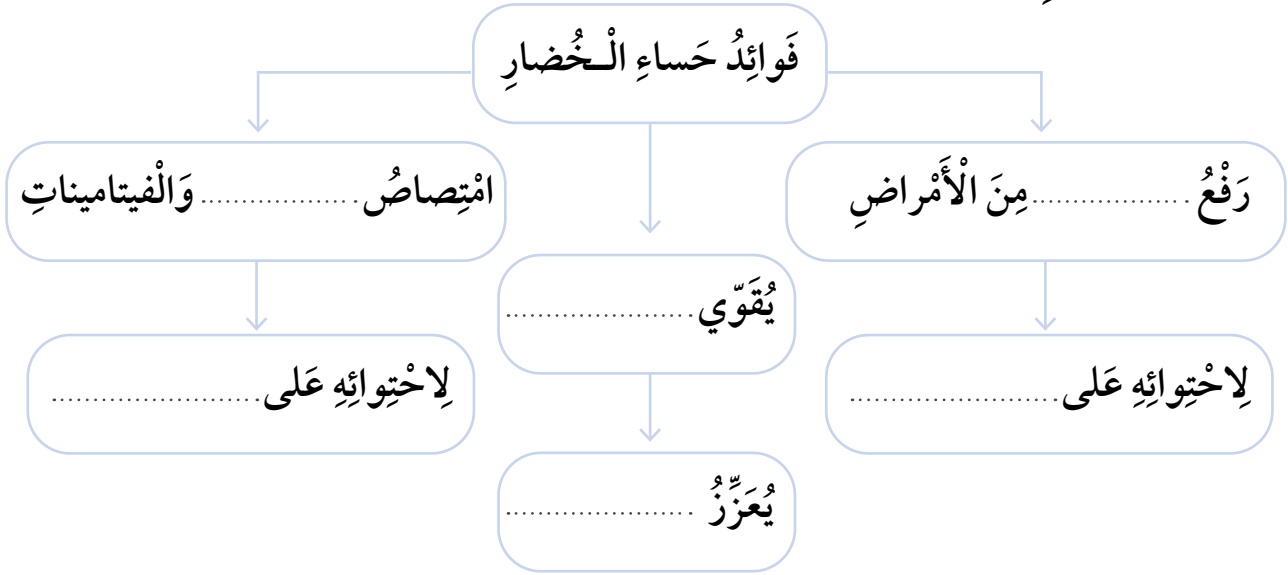 فَوائِدُ حَساءِ الْـخُضارِ
رَفْعُ .................. مِنَ الْأَمْراضِ
امْتِصاصُ .................. وَالْفيتاميناتِ
يُقَوّي ........................
لِاحْتِوائِهِ عَلى ...........................
لِاحْتِوائِهِ عَلى ...........................
يُعَزِّزُ ........................